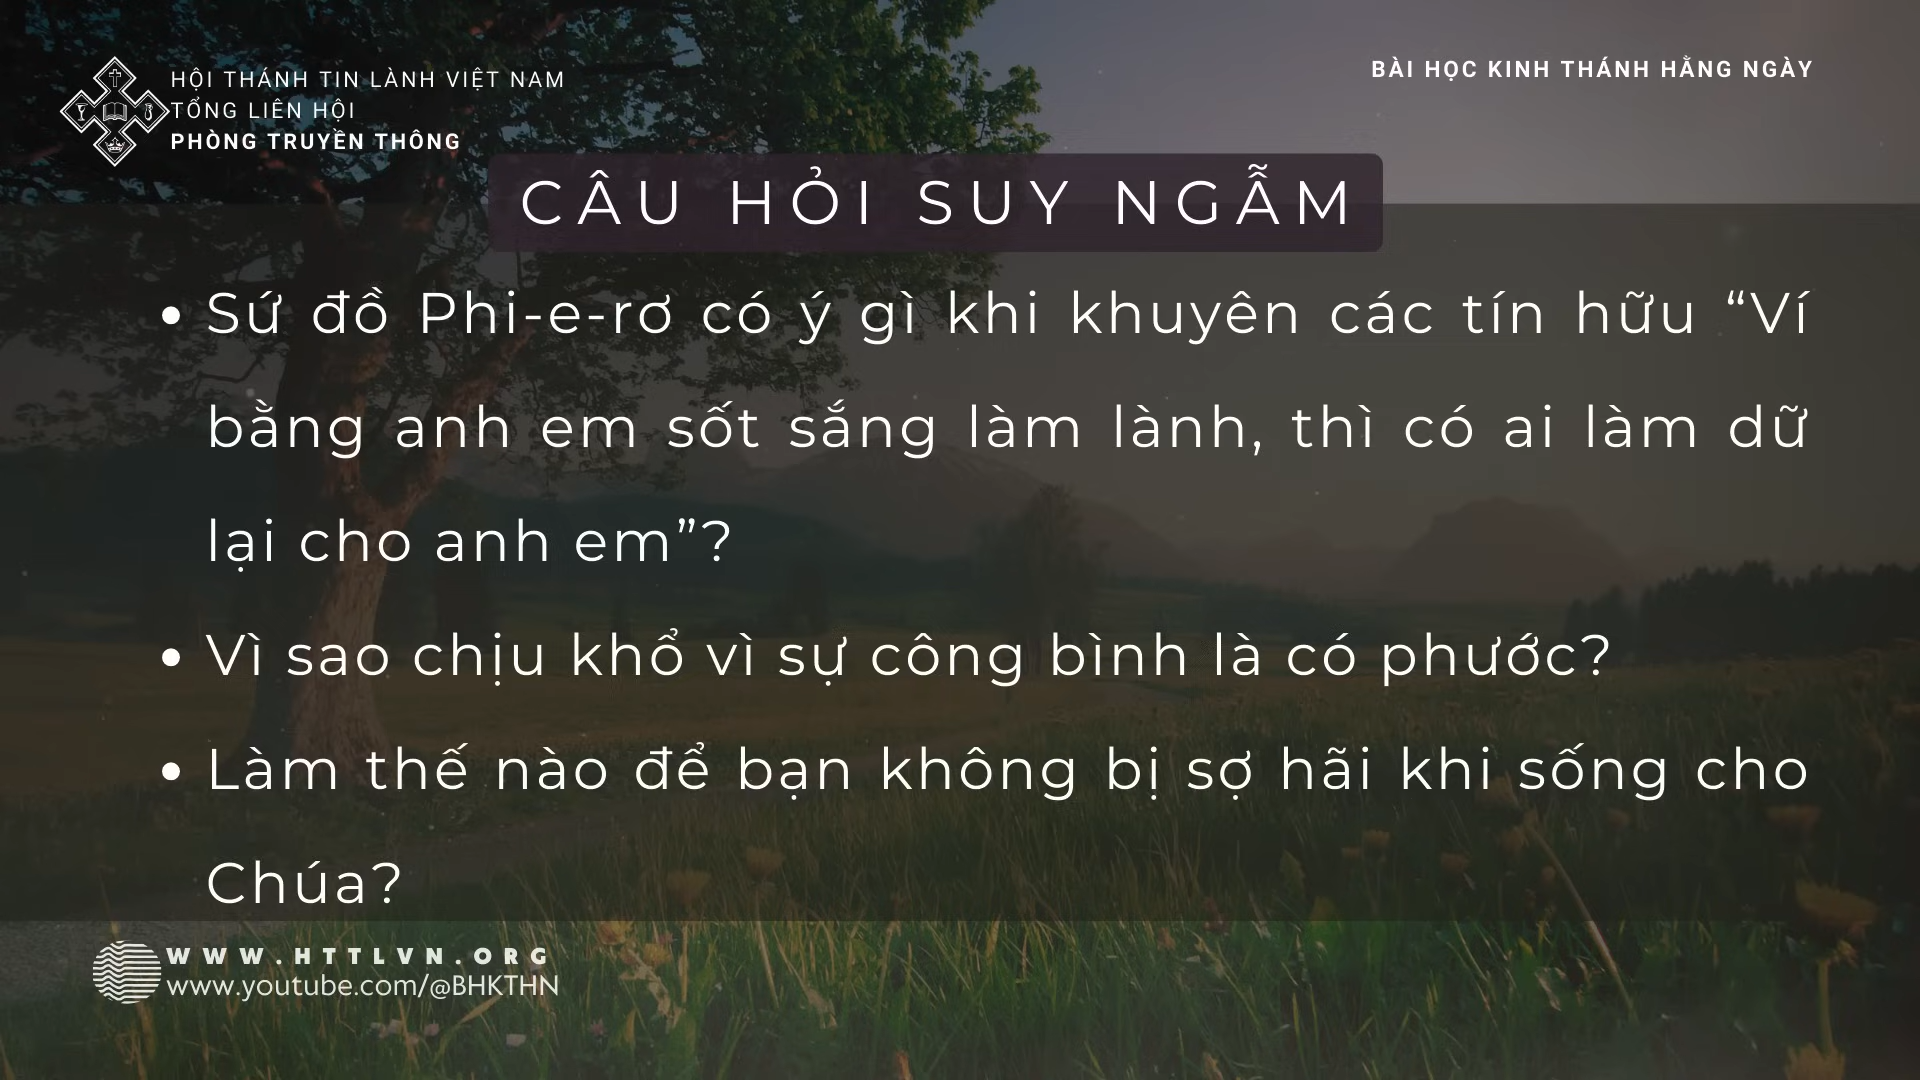 HỘI THÁNH TIN LÀNH VIỆT NAM
TỔNG LIÊN HỘI
PHÒNG TRUYỀN THÔNG
BÀI HỌC KINH THÁNH HẰNG NGÀY
CÂU HỎI SUY NGẪM
• Sứ đồ Phi-e-rơ có ý gì khi khuyên các tín hữu “Ví
bằng anh em sốt sắng làm lành, thì có ai làm dữ
lại cho anh em”?
• Vì sao chịu khổ vì sự công bình là có phước?
• Làm thế nào để bạn không bị sợ hãi khi sống cho
Chúa?
WWW.HTTLVN.ORG
www.youtube.com/@BHKTHN